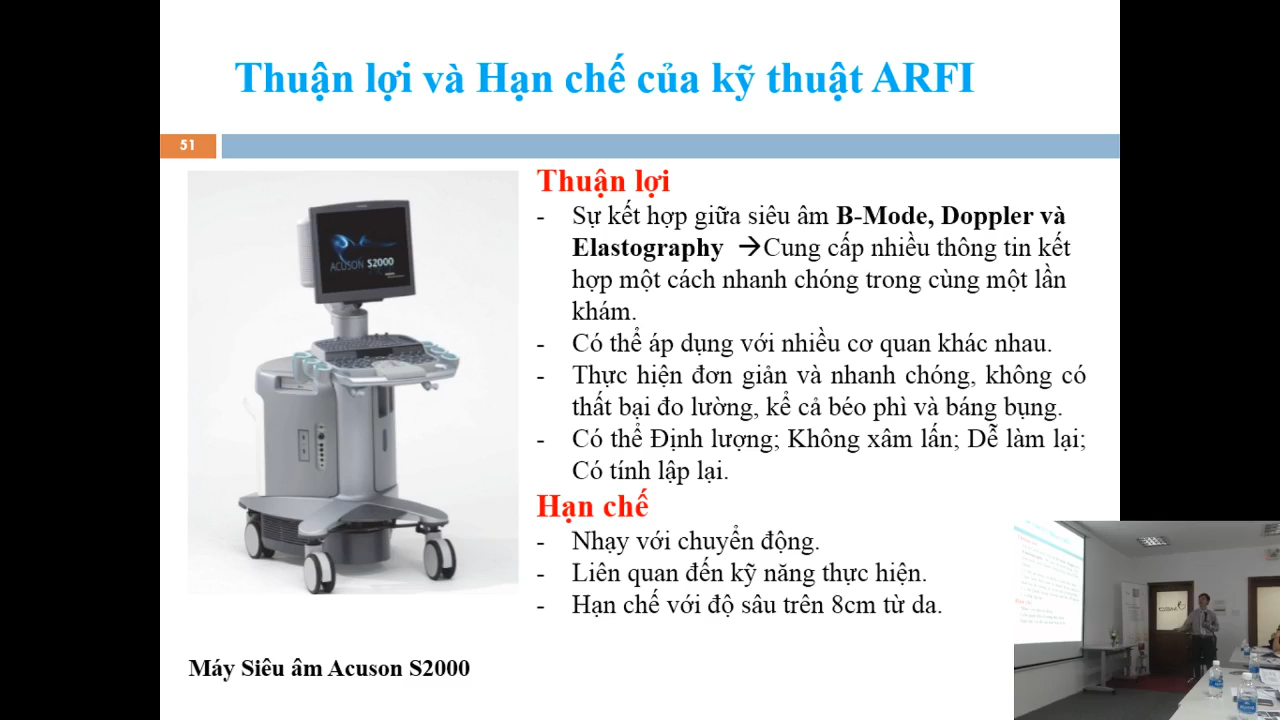 Thuận lợi và Hạn chế của kỹ thuật ARFI
51
Thuận lợi
- Sự kết hợp giữa siêu âm B-Mode, Doppler và
Elastography →Cung cấp nhiều thông tin kết
hợp một cách nhanh chóng trong cùng một lần
khám.
- Có thể áp dụng với nhiều cơ quan khác nhau.
- Thực hiện đơn giản và nhanh chóng, không có
thất bại đo lường, kể cả béo phì và báng bụng.
- Có thể Định lượng; Không xâm lấn; Dễ làm lại;
Có tính lập lại.
Hạn chế
- Nhạy với chuyển động.
- Liên quan đến kỹ năng thực hiện.
- Hạn chế với độ sâu trên 8cm từ da.
ACUSON S2000
Máy Siêu âm Acuson S2000